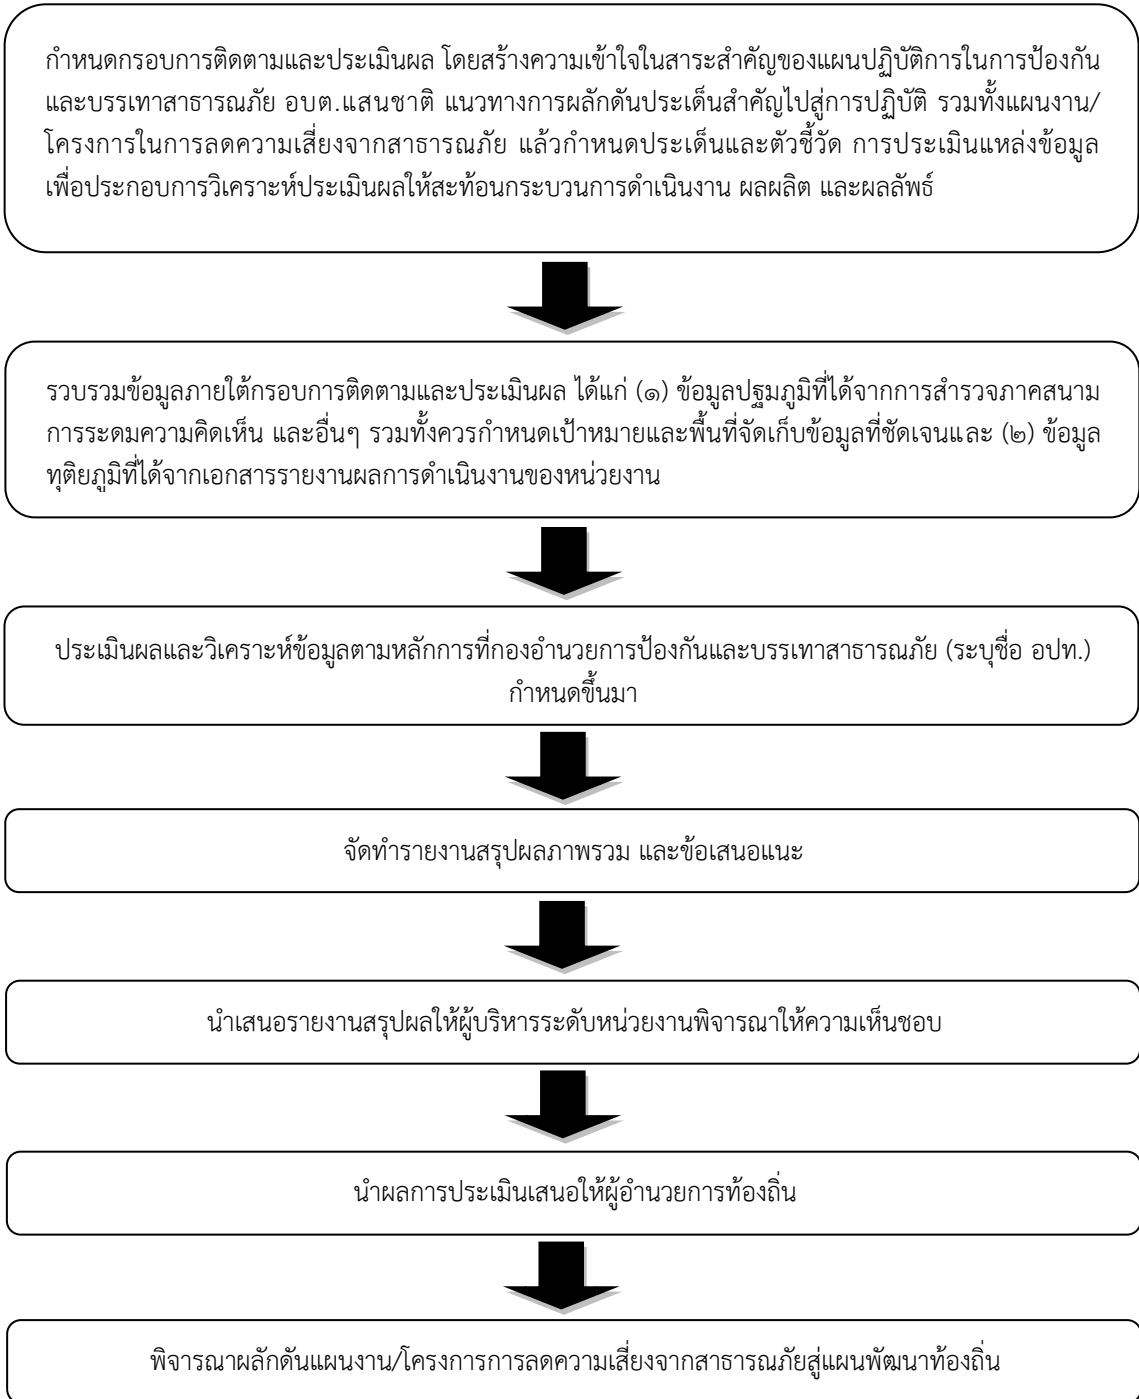 กำหนดกรอบการติดตามและประเมินผล โดยสร้างความเข้าใจในสาระสำคัญของแผนปฏิบัติการในการป้องกัน
และบรรเทาสาธารณภัย อบต.แสนชาติ แนวทางการผลักดันประเด็นสำคัญไปสู่การปฏิบัติ รวมทั้งแผนงาน/
โครงการในการลดความเสี่ยงจากสาธารณภัย แล้วกำหนดประเด็นและตัวชี้วัด การประเมินแหล่งข้อมูล
เพื่อประกอบการวิเคราะห์ประเมินผลให้สะท้อนกระบวนการดำเนินงาน ผลผลิต และผลลัพธ์
รวบรวมข้อมูลภายใต้กรอบการติดตามและประเมินผล ได้แก่ (๑) ข้อมูลปฐมภูมิที่ได้จากการสำรวจภาคสนาม
การระดมความคิดเห็น และอื่นๆ รวมทั้งควรกำหนดเป้าหมายและพื้นที่จัดเก็บข้อมูลที่ชัดเจนและ (๒) ข้อมูล
ทุติยภูมิที่ได้จากเอกสารรายงานผลการดำเนินงานของหน่วยงาน
ประเมินผลและวิเคราะห์ข้อมูลตามหลักการที่กองอำนวยการป้องกันและบรรเทาสาธารณภัย (ระบุชื่อ อปท.)
กำหนดขึ้นมา
จัดทำรายงานสรุปผลภาพรวม และข้อเสนอแนะ
นำเสนอรายงานสรุปผลให้ผู้บริหารระดับหน่วยงานพิจารณาให้ความเห็นชอบ
นำผลการประเมินเสนอให้ผู้อำนวยการท้องถิ่น
พิจารณาผลักดันแผนงาน/โครงการการลดความเสี่ยงจากสาธารณภัยสู่แผนพัฒนาท้องถิ่น